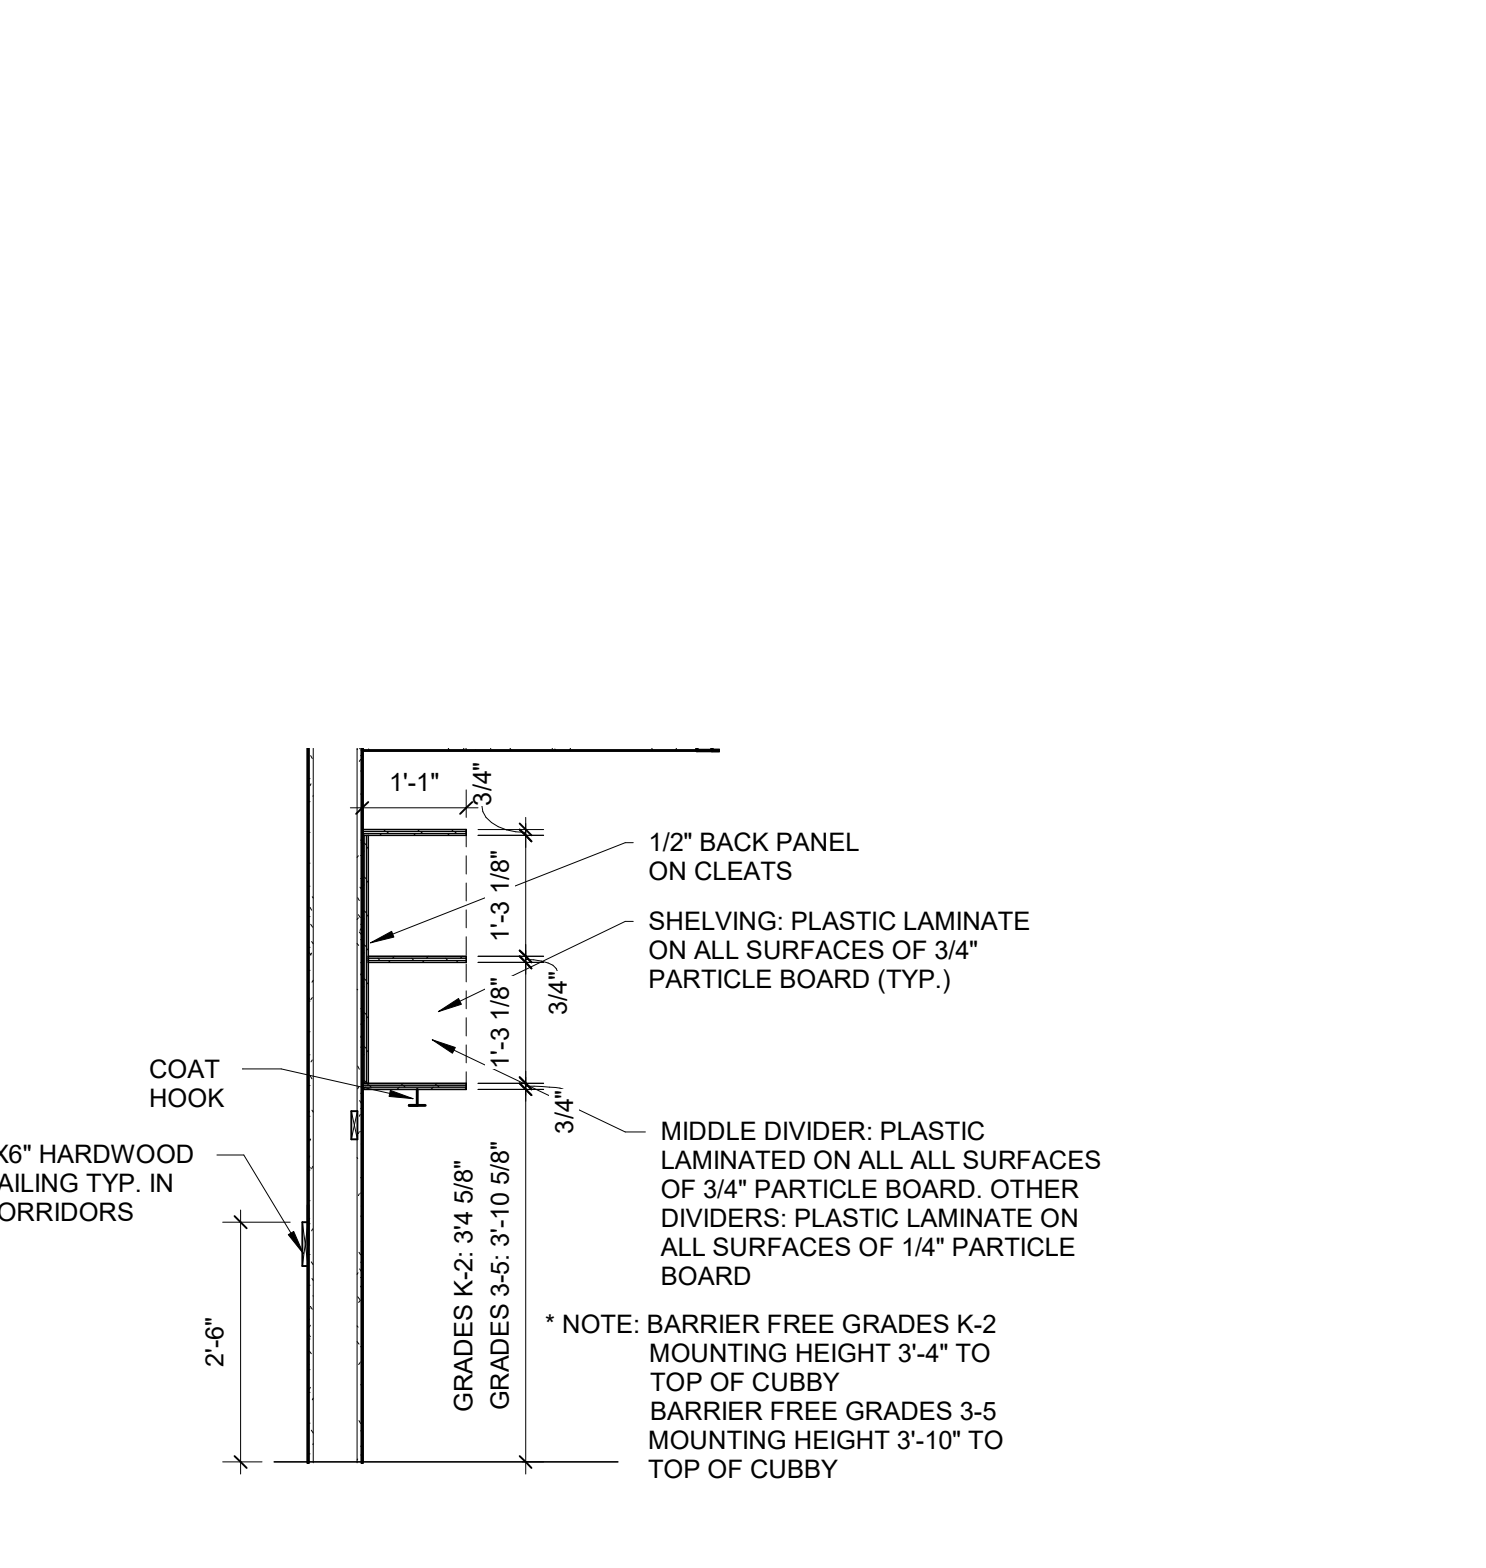 1'-1"
3/4"
1'-3 1/8"
3/4"
1'-3 1/8"
3/4"
1/2" BACK PANEL
ON CLEATS
SHELVING: PLASTIC LAMINATE
ON ALL SURFACES OF 3/4"
PARTICLE BOARD (TYP.)
COAT
HOOK
X6" HARDWOOD
AILING TYP. IN
ORRIDORS
2'-6"
GRADES K-2: 3'4 5/8"
GRADES 3-5: 3'-10 5/8"
MIDDLE DIVIDER: PLASTIC
LAMINATED ON ALL ALL SURFACES
OF 3/4" PARTICLE BOARD. OTHER
DIVIDERS: PLASTIC LAMINATE ON
ALL SURFACES OF 1/4" PARTICLE
BOARD
* NOTE: BARRIER FREE GRADES K-2
MOUNTING HEIGHT 3'-4" TO
TOP OF CUBBY
BARRIER FREE GRADES 3-5
MOUNTING HEIGHT 3'-10" TO
TOP OF CUBBY